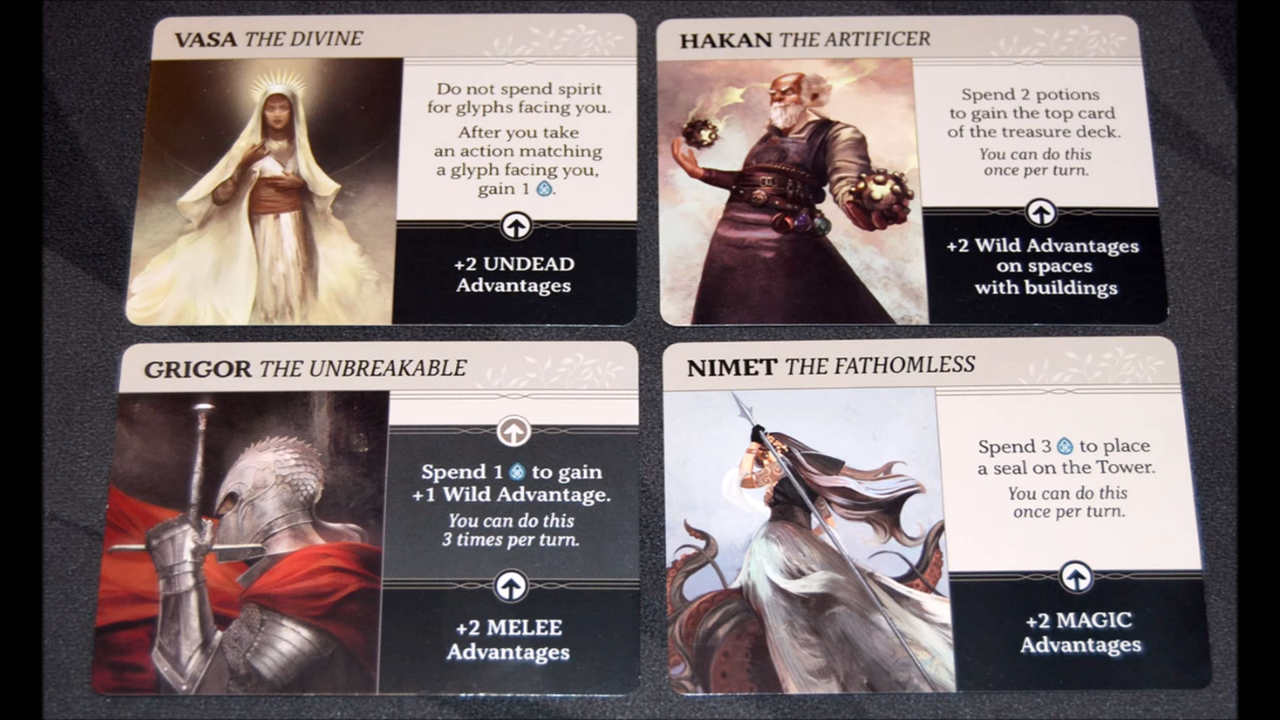 VASA THE DIVINE
Do not spend spirit
for glyphs facing you.
After you take
an action matching
a glyph facing you,
gain 1 .
+2 UNDEAD
Advantages
HAKAN THE ARTIFICER
Spend 2 potions
to gain the top card
of the treasure deck.
You can do this
once per turn.
+2 Wild Advantages
on spaces
with buildings
GRIGOR THE UNBREAKABLE
Spend 1 to gain
+1 Wild Advantage.
You can do this
3 times per turn.
+2 MELEE
Advantages
NIMET THE FATHOMLESS
Spend 3 to place
a seal on the Tower.
You can do this
once per turn.
+2 MAGIC
Advantages